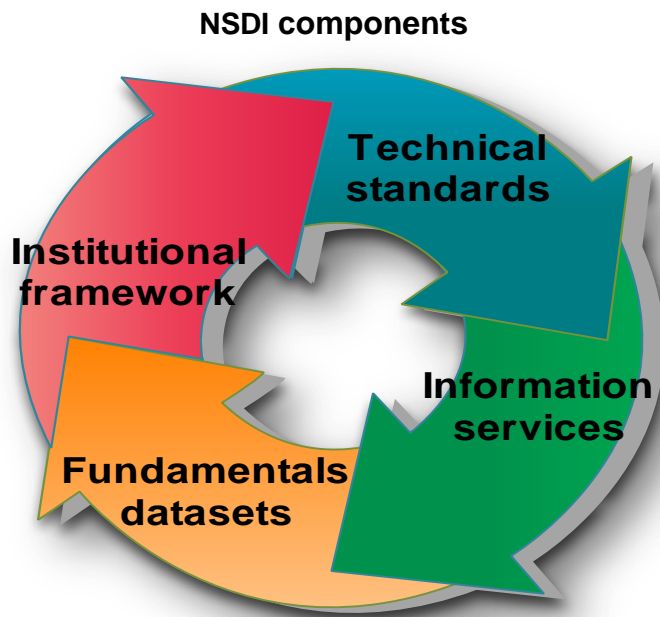 NSDI components
Technical
standards
Institutional
framework
Information
services
Fundamentals
datasets